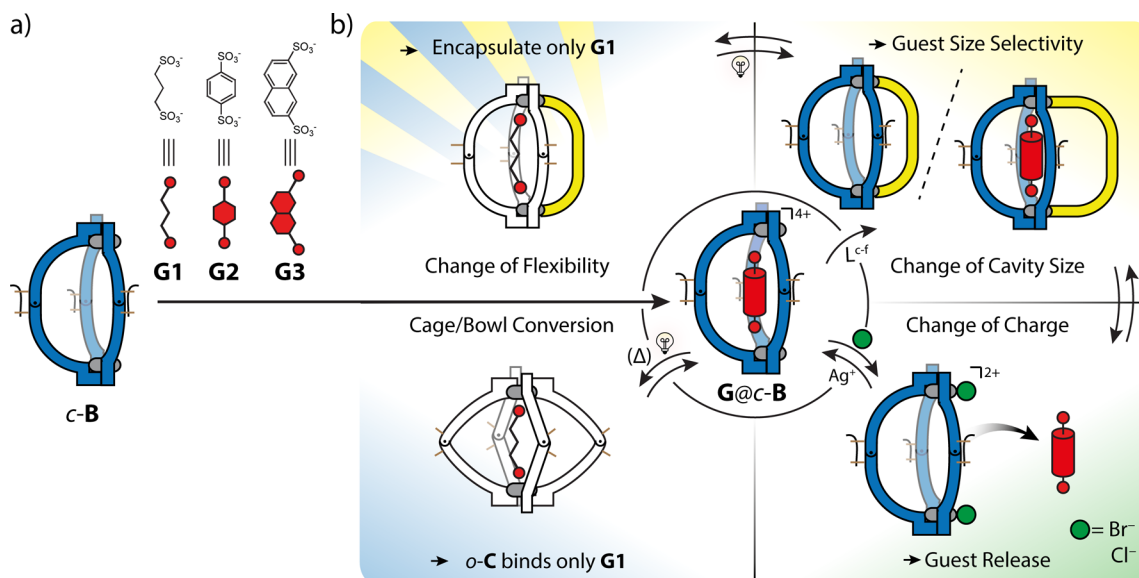 a)
b)
SO₃⁻
SO₃⁻
SO₃⁻
SO₃⁻
SO₃⁻
SO₃⁻
G1
G2
G3
c-B
Encapsulate only G1
Guest Size Selectivity
Change of Flexibility
Change of Cavity Size
Cage/Bowl Conversion
Change of Charge
4+
Lᶜ⁻ᶠ
(Δ)
Ag⁺
G@c-B
2+
o-C binds only G1
Guest Release
= Br⁻
Cl⁻